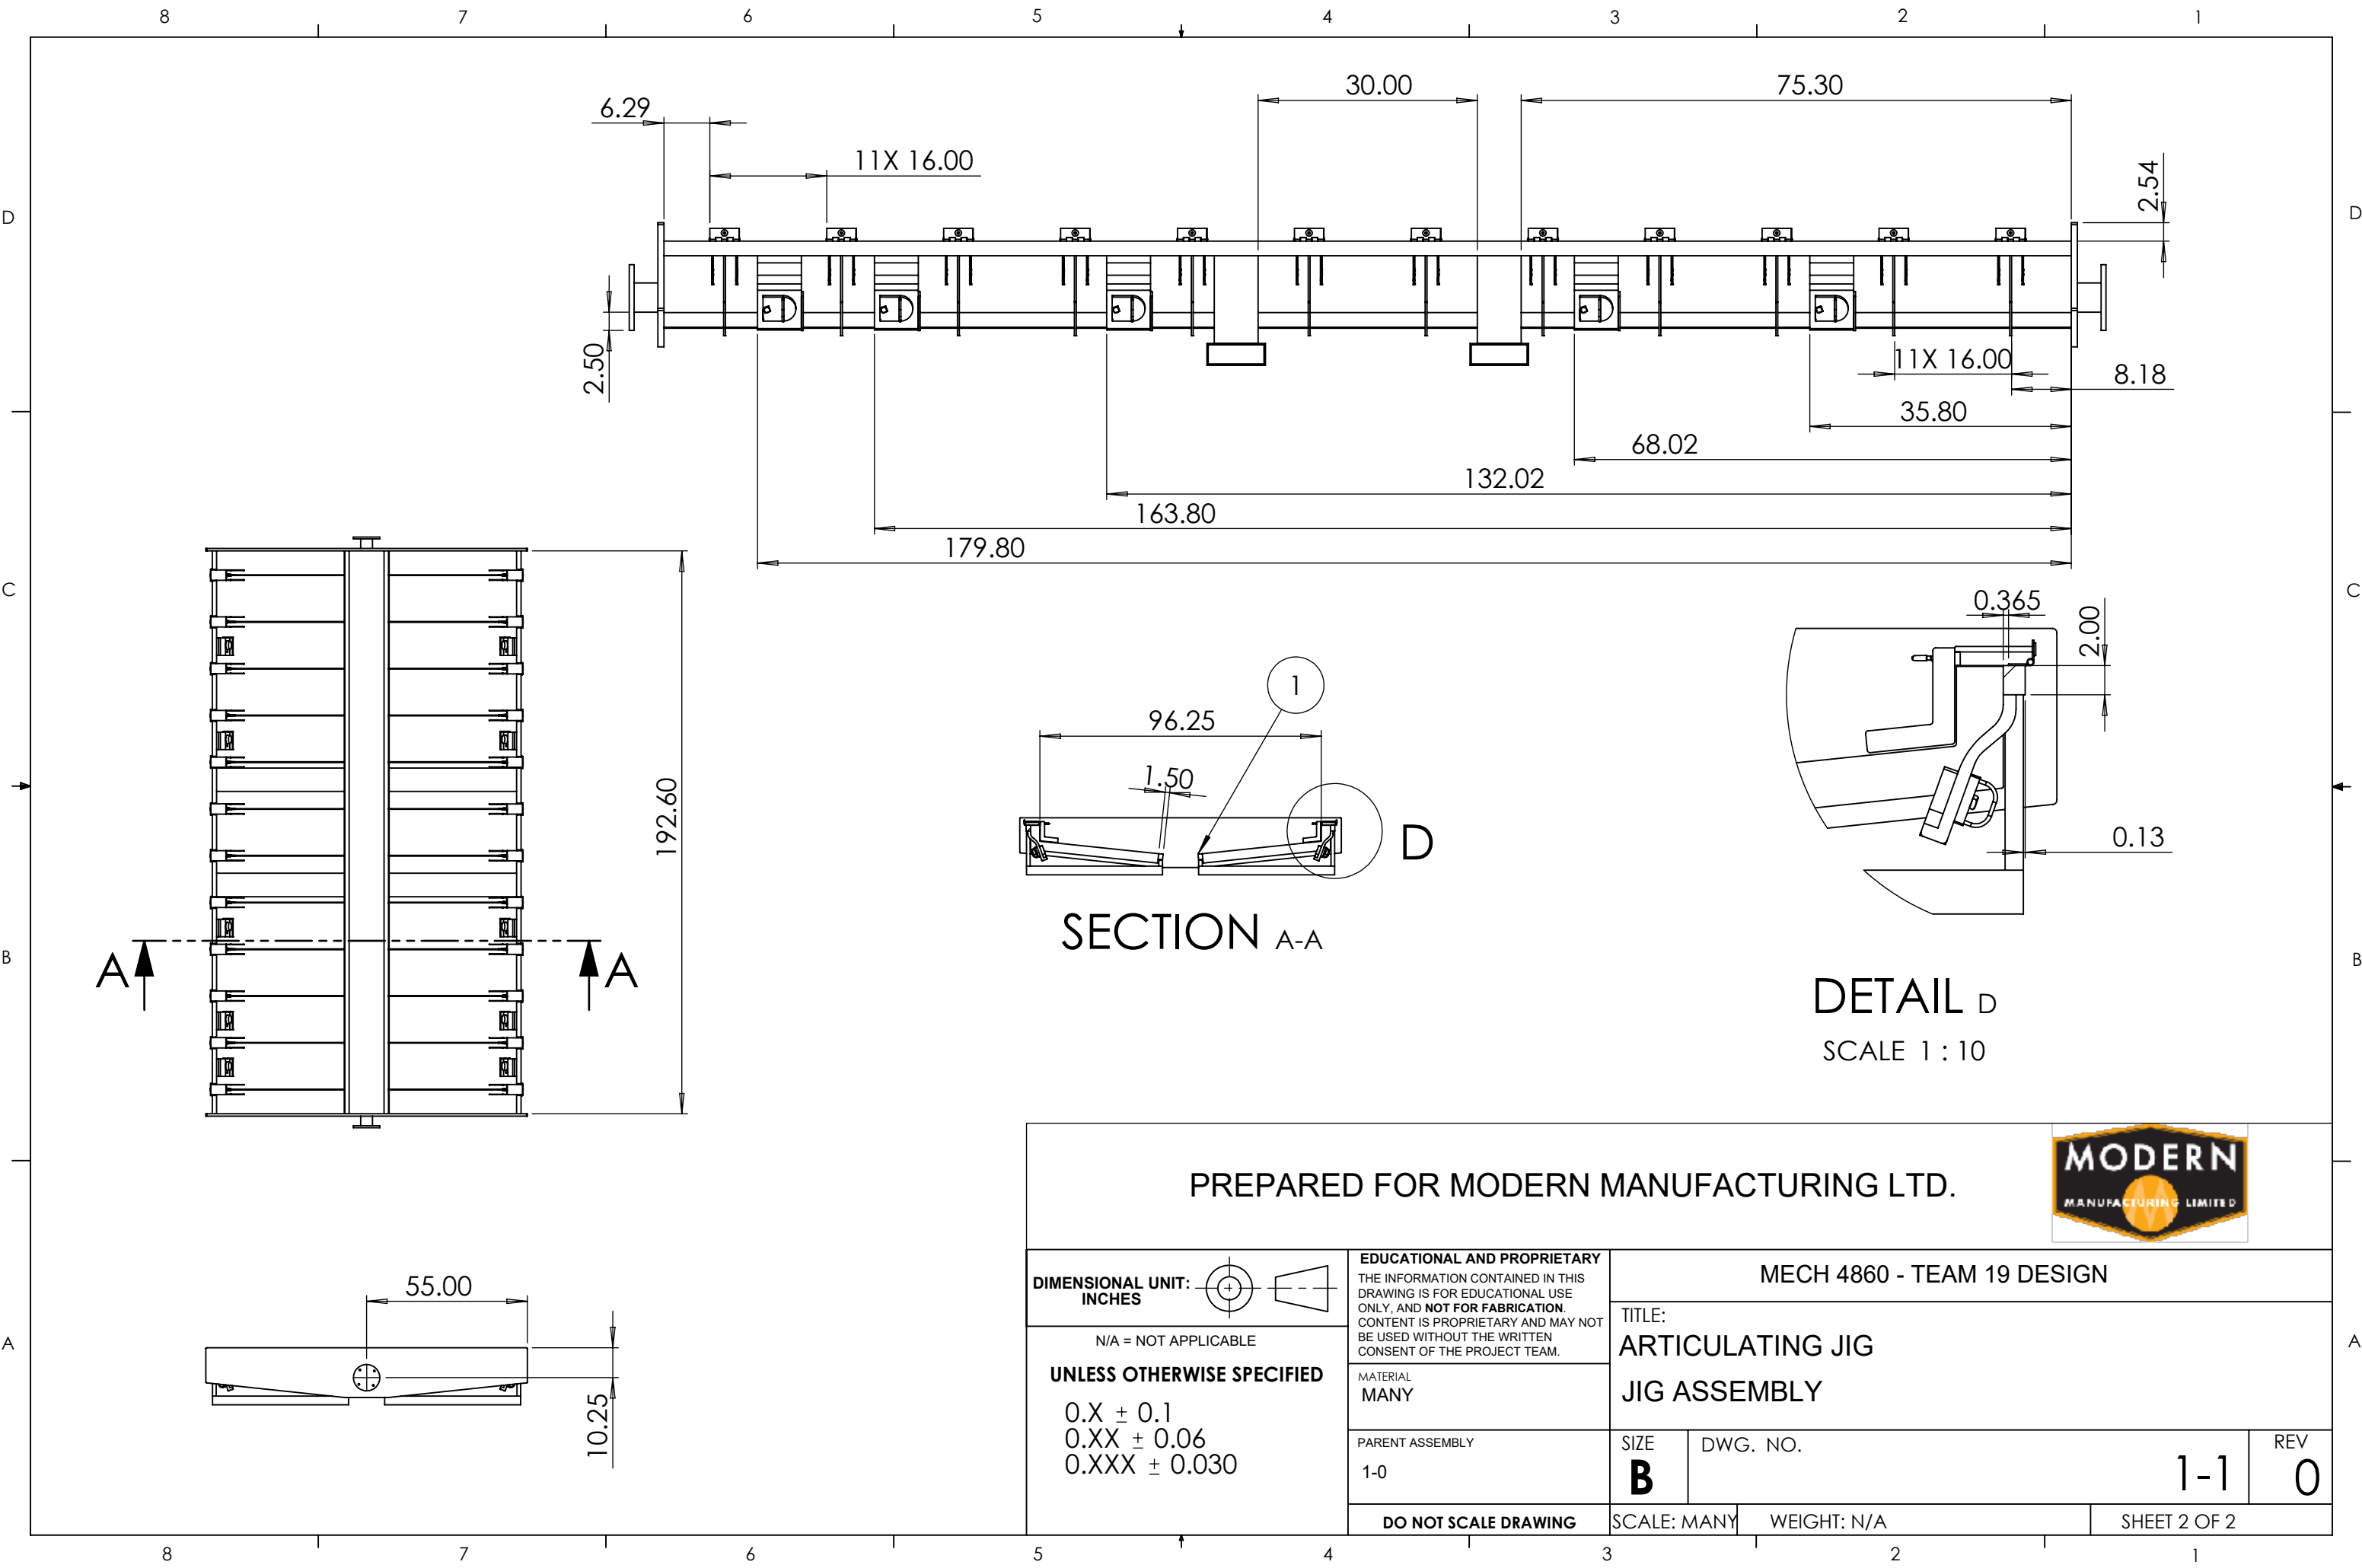 8 7 6 5 4 3 2 1
30.00 75.30
6.29
11X 16.00
2.54
D D
2.50
11X 16.00
8.18
35.80
68.02
132.02
163.80
179.80
C C
192.60
0.365
2.00
0.13
1
96.25
1.50
D
SECTION A-A
A A
B B
DETAIL D
SCALE 1 : 10
55.00
10.25
A A
PREPARED FOR MODERN MANUFACTURING LTD.
MODERN
MANUFACTURING LIMITED
DIMENSIONAL UNIT:
INCHES
N/A = NOT APPLICABLE
UNLESS OTHERWISE SPECIFIED
0.X ± 0.1
0.XX ± 0.06
0.XXX ± 0.030
EDUCATIONAL AND PROPRIETARY
THE INFORMATION CONTAINED IN THIS
DRAWING IS FOR EDUCATIONAL USE
ONLY, AND NOT FOR FABRICATION.
CONTENT IS PROPRIETARY AND MAY NOT
BE USED WITHOUT THE WRITTEN
CONSENT OF THE PROJECT TEAM.
MATERIAL
MANY
PARENT ASSEMBLY
1-0
DO NOT SCALE DRAWING
MECH 4860 - TEAM 19 DESIGN
TITLE:
ARTICULATING JIG
JIG ASSEMBLY
SIZE
B
DWG. NO.
1-1
REV
0
SCALE: MANY
WEIGHT: N/A
SHEET 2 OF 2
8 7 6 5 4 3 2 1